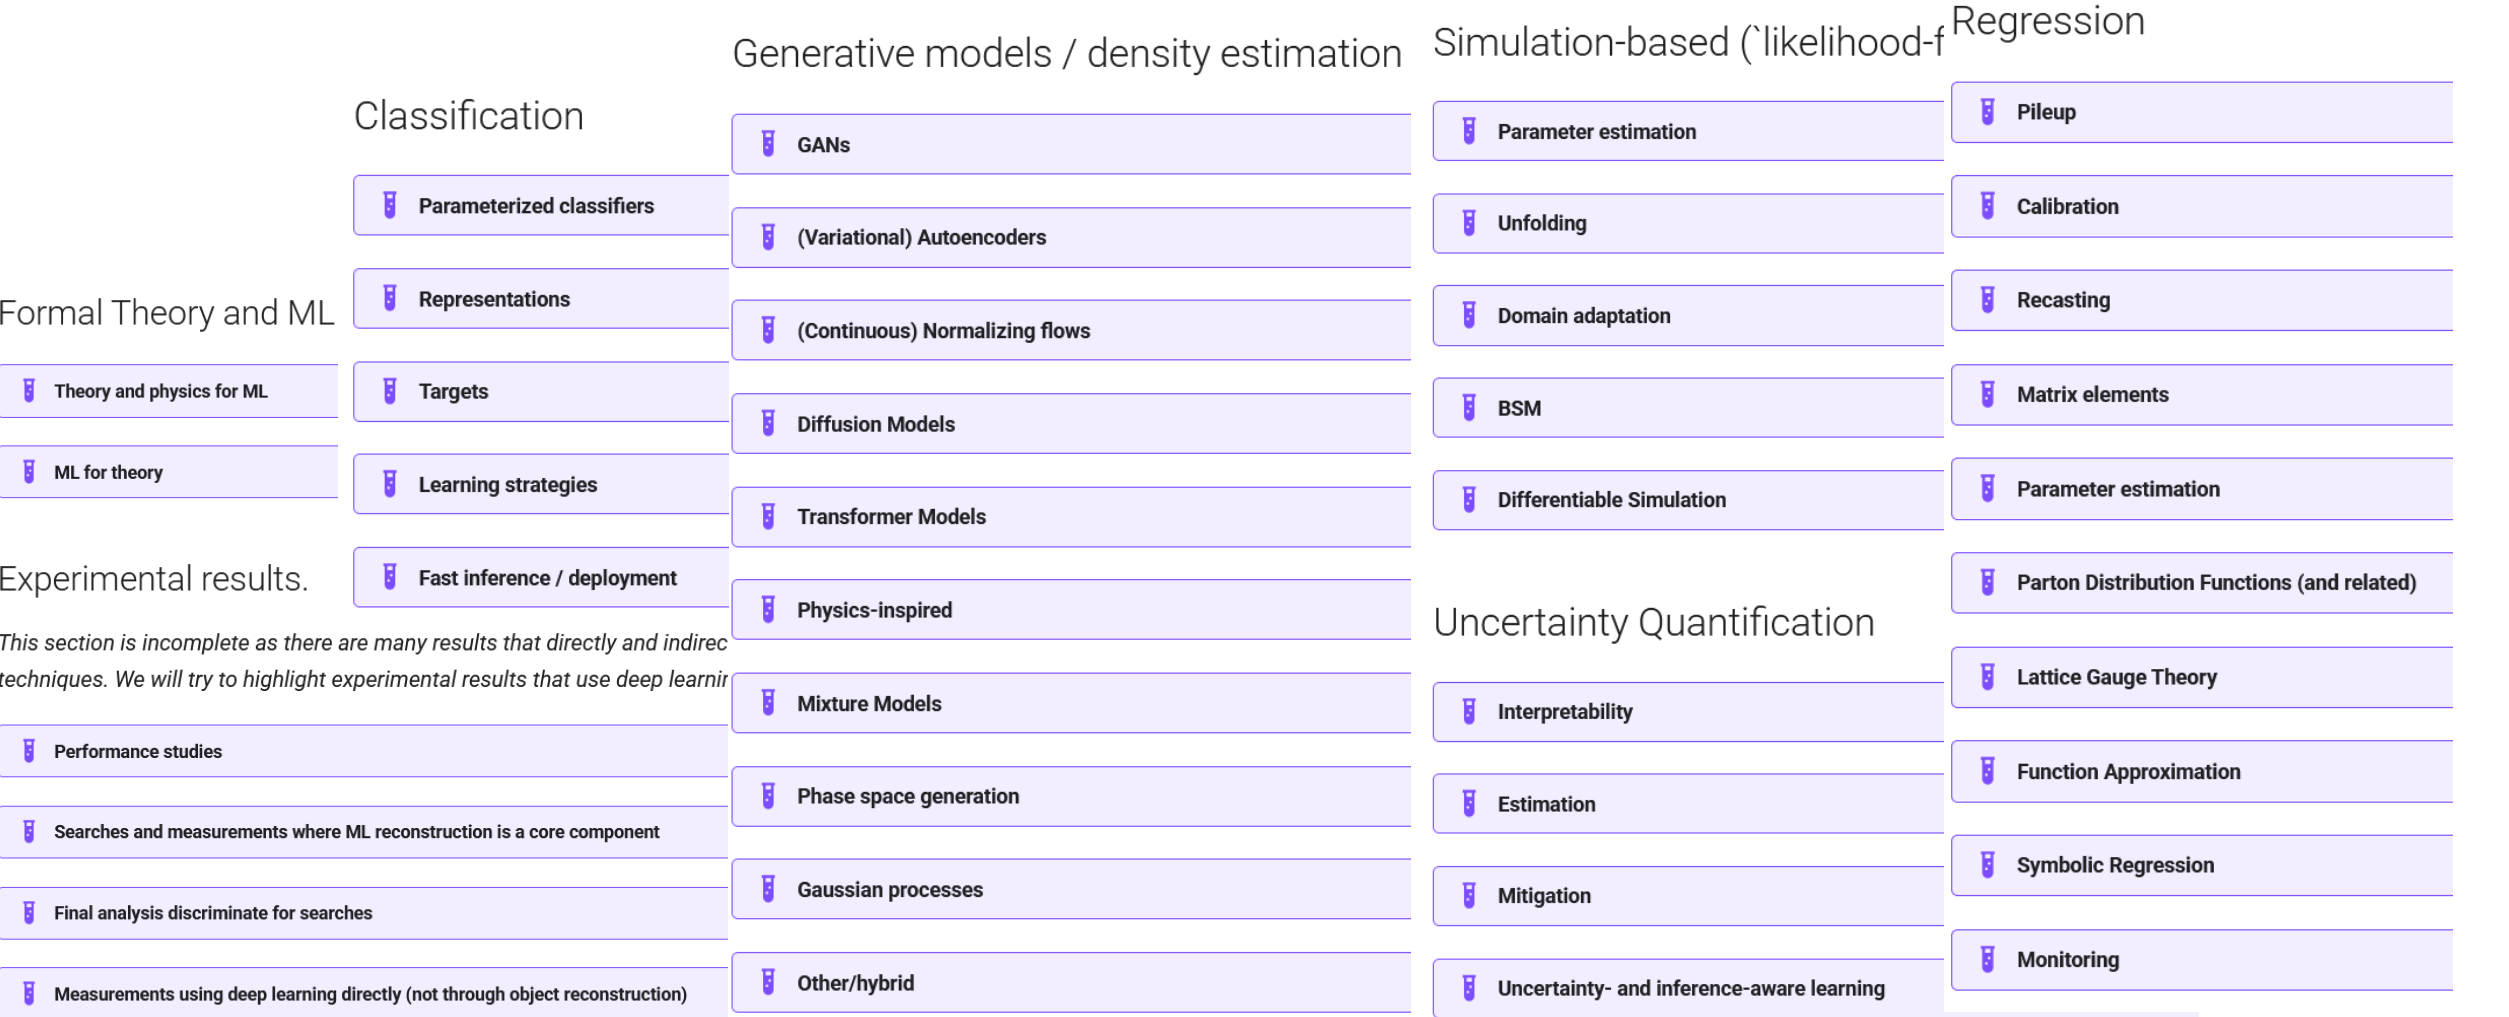 Formal Theory and ML
Theory and physics for ML
ML for theory
Experimental results.
This section is incomplete as there are many results that directly and indirec
techniques. We will try to highlight experimental results that use deep learnin
Performance studies
Searches and measurements where ML reconstruction is a core component
Final analysis discriminate for searches
Measurements using deep learning directly (not through object reconstruction)
Classification
Parameterized classifiers
Representations
Targets
Learning strategies
Fast inference / deployment
Generative models / density estimation
GANs
(Variational) Autoencoders
(Continuous) Normalizing flows
Diffusion Models
Transformer Models
Physics-inspired
Mixture Models
Phase space generation
Gaussian processes
Other/hybrid
Simulation-based (`likelihood-f
Parameter estimation
Unfolding
Domain adaptation
BSM
Differentiable Simulation
Uncertainty Quantification
Interpretability
Estimation
Mitigation
Uncertainty- and inference-aware learning
Regression
Pileup
Calibration
Recasting
Matrix elements
Parameter estimation
Parton Distribution Functions (and related)
Lattice Gauge Theory
Function Approximation
Symbolic Regression
Monitoring